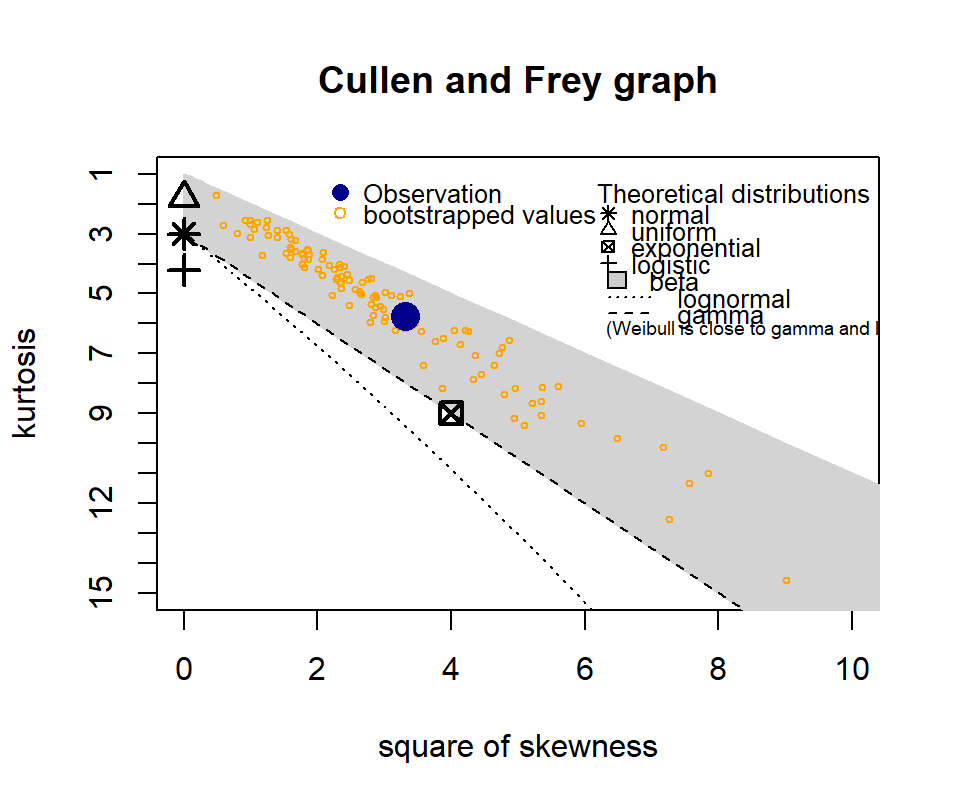 Cullen and Frey graph
Observation
bootstrapped values
Theoretical distributions
normal
uniform
exponential
logistic
beta
lognormal
gamma
(Weibull is close to gamma and l
kurtosis
1
3
5
7
9
12
15
0 2 4 6 8 10
square of skewness